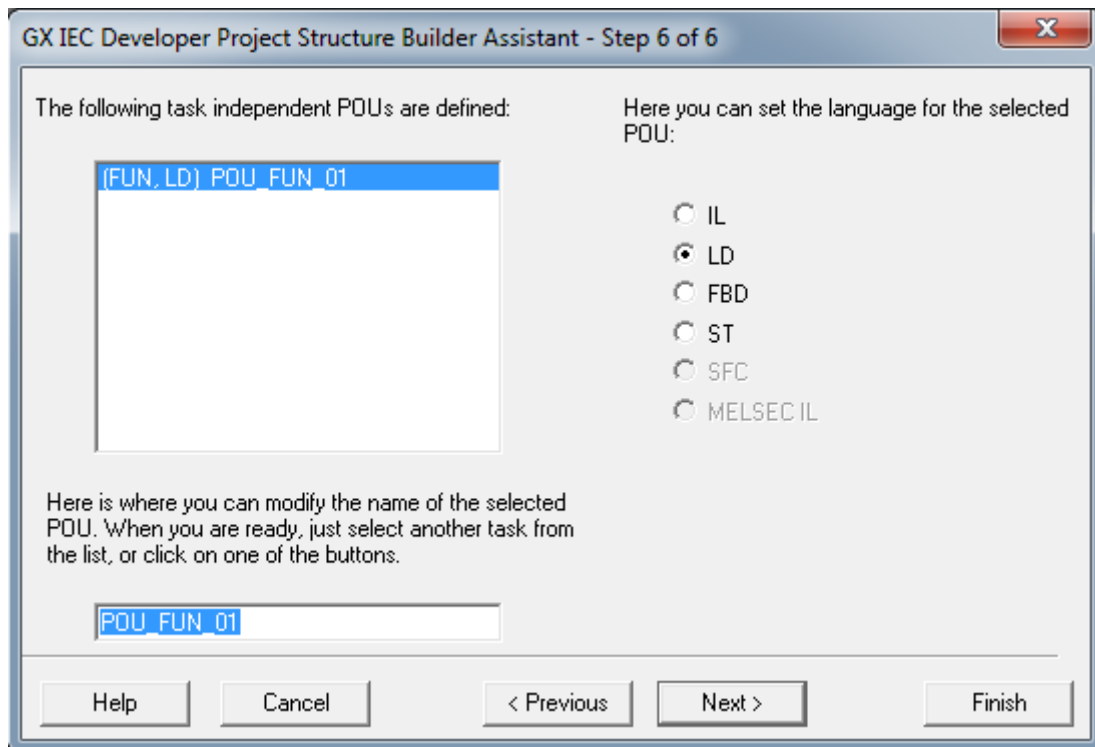 GX IEC Developer Project Structure Builder Assistant - Step 6 of 6
The following task independent POUs are defined:
(FUN, LD) POU_FUN_01
Here you can set the language for the selected
POU:
IL
LD
FBD
ST
SFC
MELSEC IL
Here is where you can modify the name of the selected
POU. When you are ready, just select another task from
the list, or click on one of the buttons.
POU_FUN_01
Help
Cancel
< Previous
Next >
Finish